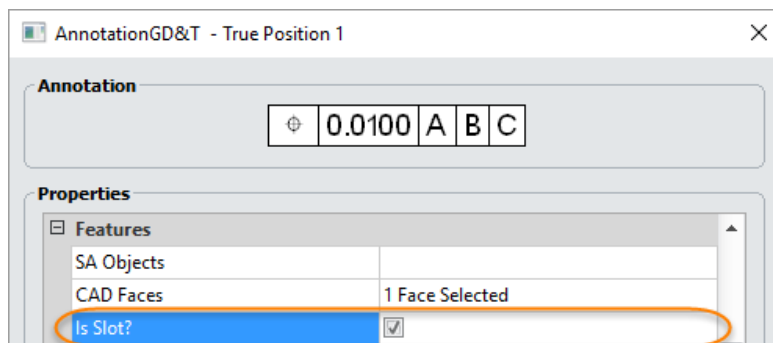 AnnotationGD&T - True Position 1
Annotation
⌖ 0.0100 A B C
Properties
Features
SA Objects
CAD Faces 1 Face Selected
Is Slot?